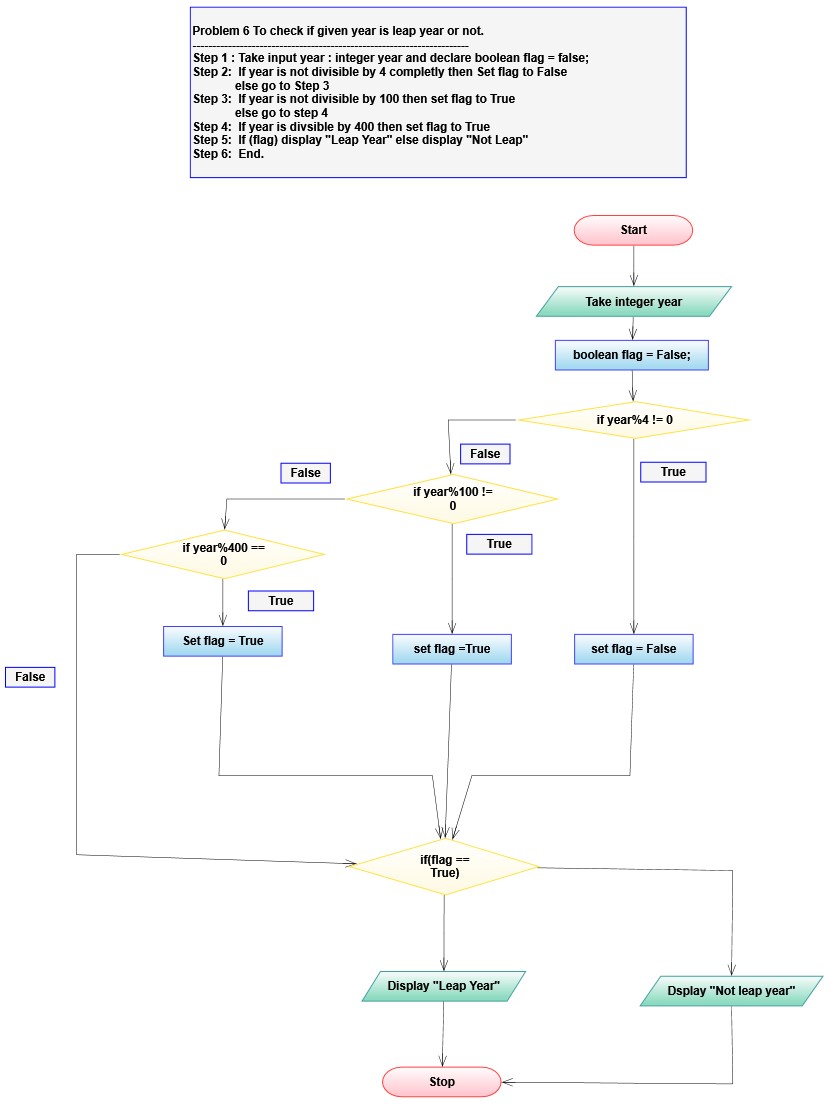 Problem 6 To check if given year is leap year or not.
----------------------------------------------------------------------
Step 1 : Take input year : integer year and declare boolean flag = false;
Step 2: If year is not divisible by 4 completly then Set flag to False
else go to Step 3
Step 3: If year is not divisible by 100 then set flag to True
else go to step 4
Step 4: If year is divsible by 400 then set flag to True
Step 5: If (flag) display "Leap Year" else display "Not Leap"
Step 6: End.
Start
Take integer year
boolean flag = False;
if year%4 != 0
False
True
False
if year%100 !=
0
True
if year%400 ==
0
True
Set flag = True
set flag =True
set flag = False
False
if(flag ==
True)
Display "Leap Year"
Dsplay "Not leap year"
Stop